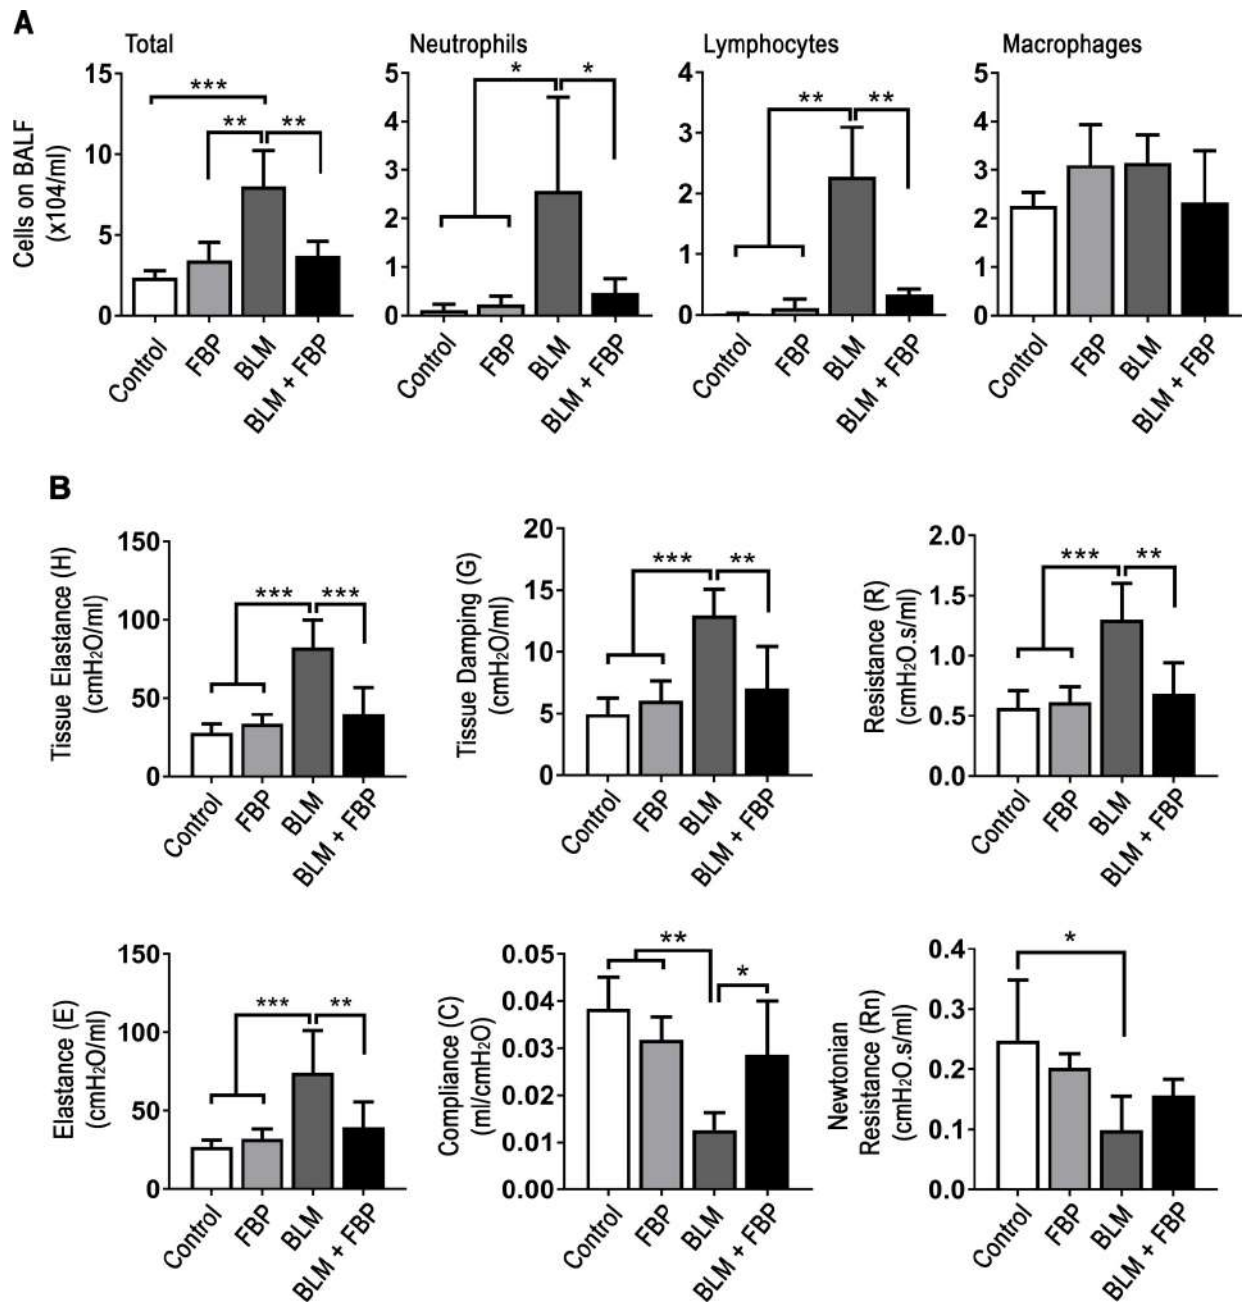 A
Total
Neutrophils
Lymphocytes
Macrophages
Cells on BALF
(x104/ml)
15
10
5
0
***
**
**
Control
FBP
BLM
BLM + FBP
5
4
3
2
1
0
*
*
Control
FBP
BLM
BLM + FBP
4
3
2
1
0
**
**
Control
FBP
BLM
BLM + FBP
5
4
3
2
1
0
Control
FBP
BLM
BLM + FBP
B
Tissue Elastance (H)
(cmH₂O/ml)
150
100
50
0
***
***
Control
FBP
BLM
BLM + FBP
Tissue Damping (G)
(cmH₂O/ml)
20
15
10
5
0
***
**
Control
FBP
BLM
BLM + FBP
Resistance (R)
(cmH₂O.s/ml)
2.0
1.5
1.0
0.5
0.0
***
**
Control
FBP
BLM
BLM + FBP
Elastance (E)
(cmH₂O/ml)
150
100
50
0
***
**
Control
FBP
BLM
BLM + FBP
Compliance (C)
(ml/cmH₂O)
0.05
0.04
0.03
0.02
0.01
0.00
**
*
Control
FBP
BLM
BLM + FBP
Newtonian
Resistance (Rn)
(cmH₂O.s/ml)
0.4
0.3
0.2
0.1
0.0
*
Control
FBP
BLM
BLM + FBP